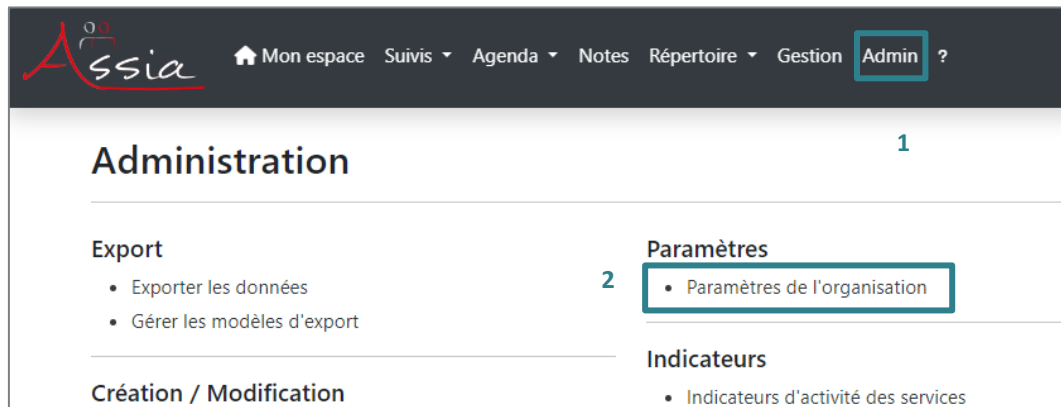 Assia Mon espace Suivis Agenda Notes Répertoire Gestion Admin ?
1
Administration
Export
• Exporter les données
• Gérer les modèles d'export
Création / Modification
Paramètres
2
• Paramètres de l'organisation
Indicateurs
• Indicateurs d'activité des services